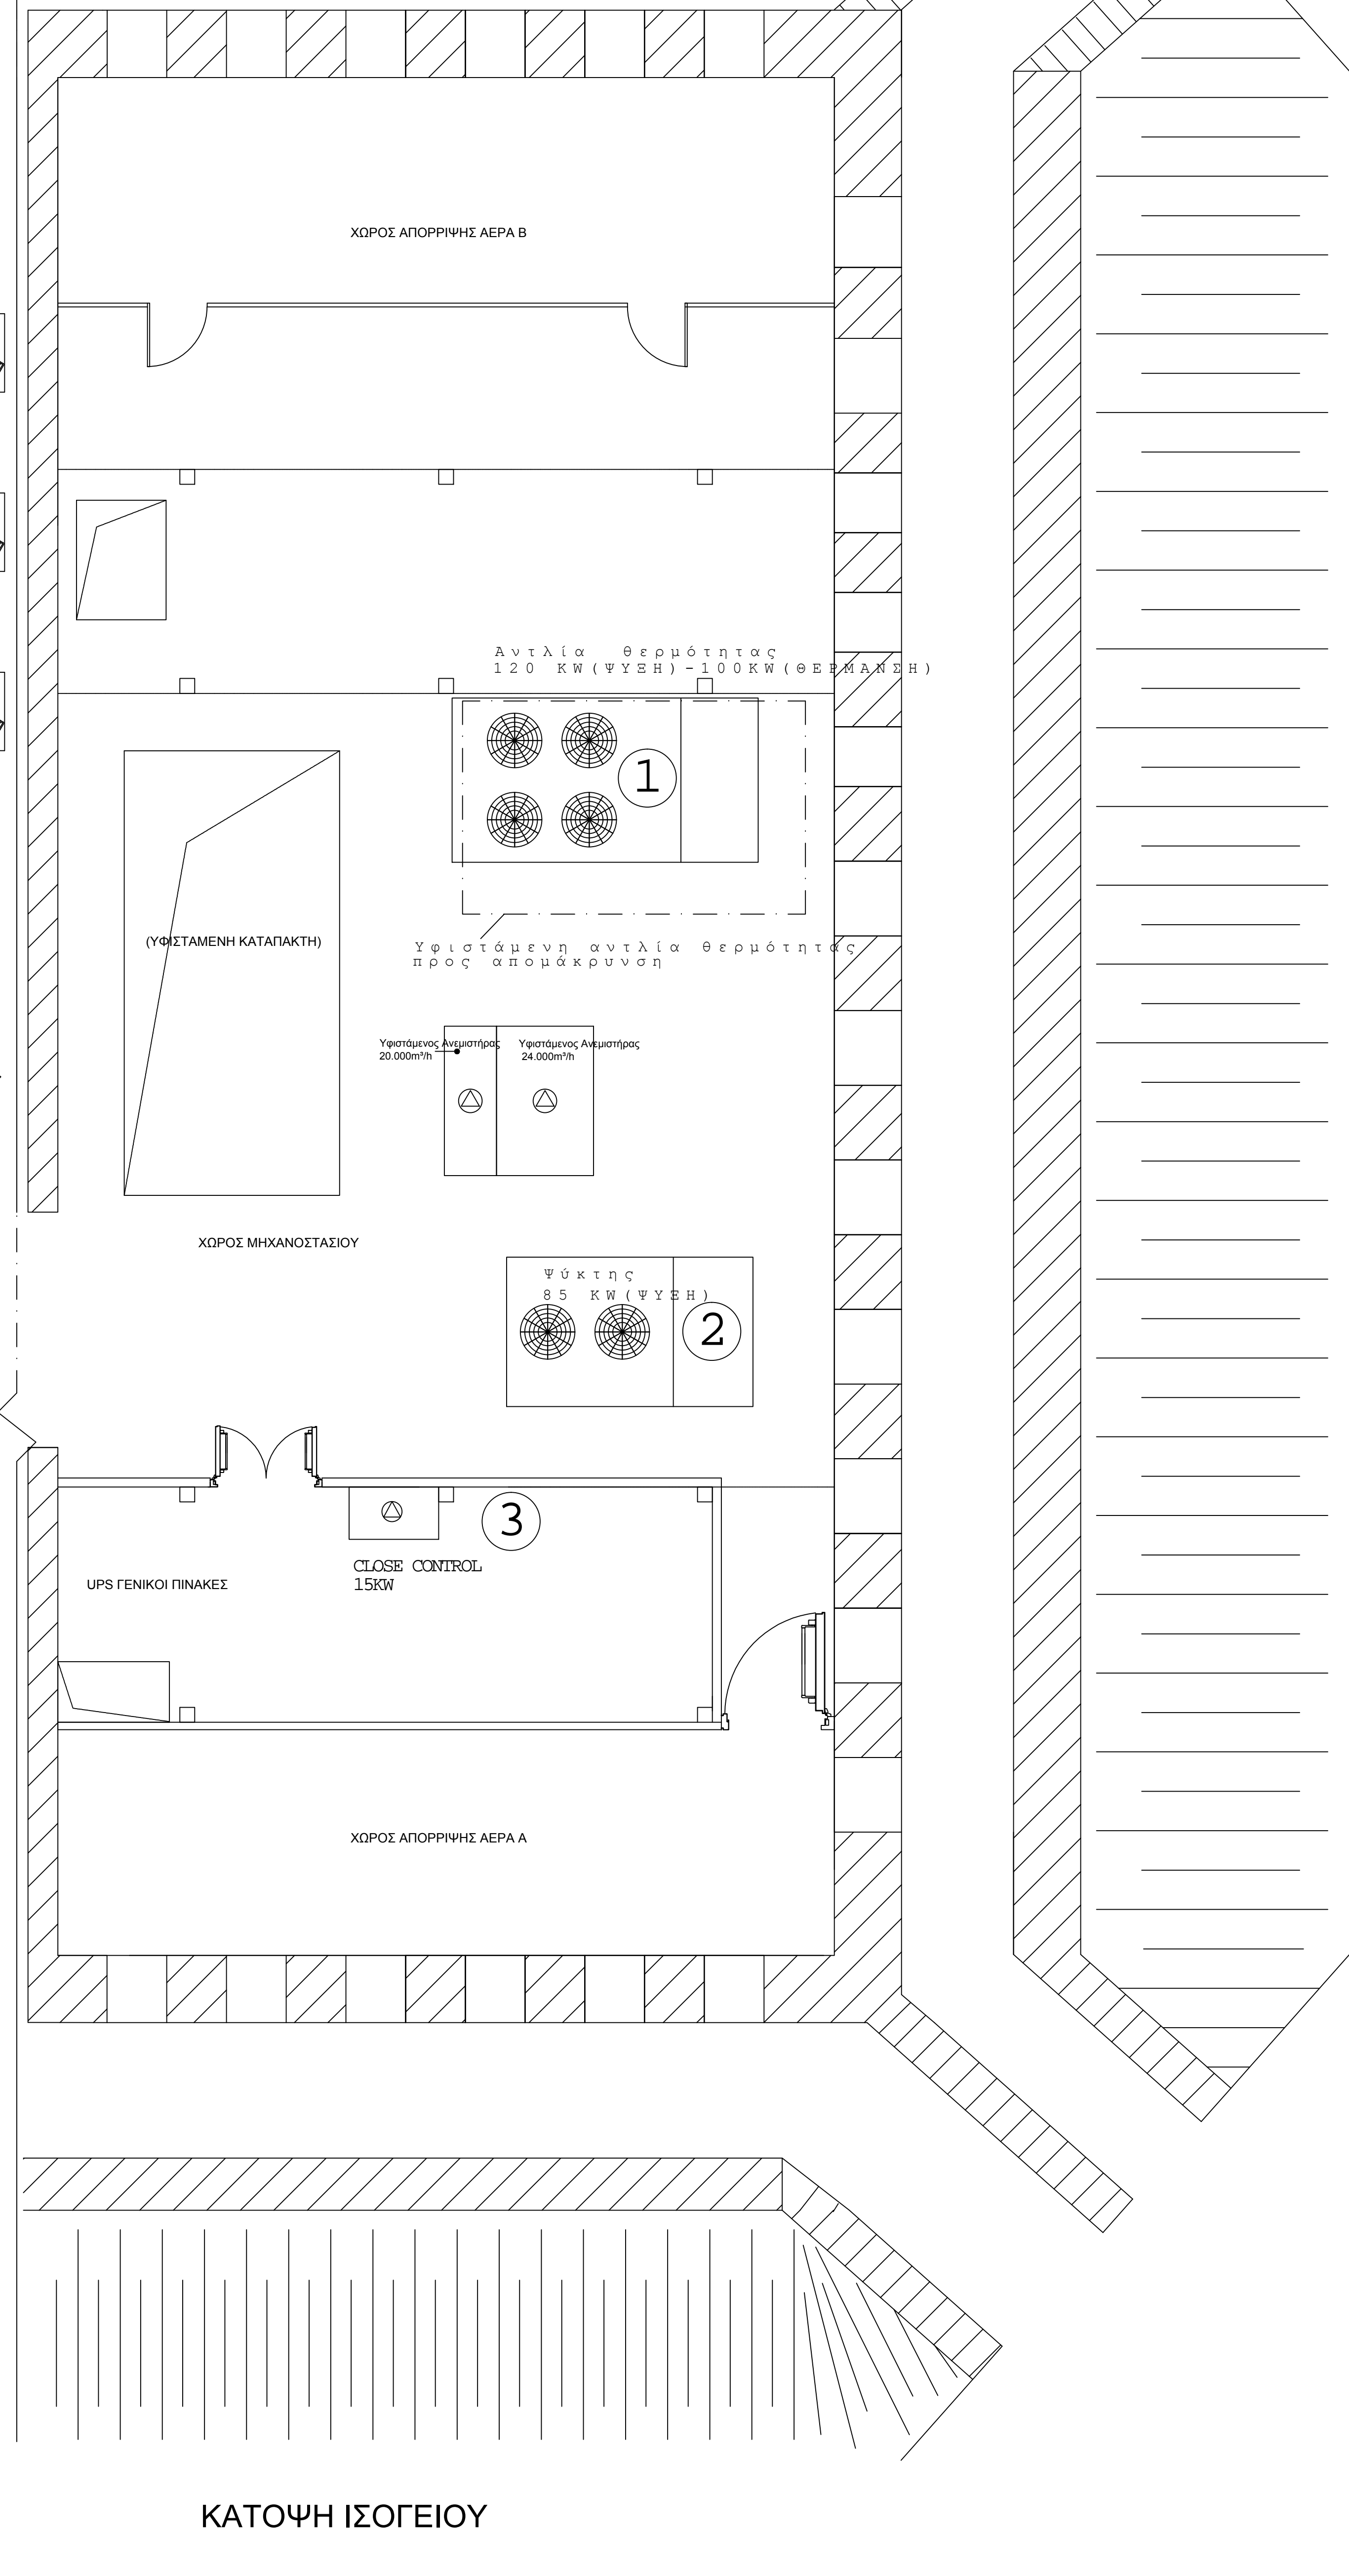 ΧΩΡΟΣ ΑΠΟΡΡΙΨΗΣ ΑΕΡΑ Β
Αντλία θερμότητας
120 KW(ΨΥΞΗ)-100KW(ΘΕΡΜΑΝΣΗ)
1
(ΥΦΙΣΤΑΜΕΝΗ ΚΑΤΑΠΑΚΤΗ)
Υφιστάμενη αντλία θερμότητας
προς απομάκρυνση
Υφιστάμενος Ανεμιστήρας
20.000m³/h
Υφιστάμενος Ανεμιστήρας
24.000m³/h
ΧΩΡΟΣ ΜΗΧΑΝΟΣΤΑΣΙΟΥ
Ψύκτης
85 KW(ΨΥΞΗ)
2
3
CLOSE CONTROL
15KW
UPS ΓΕΝΙΚΟΙ ΠΙΝΑΚΕΣ
ΧΩΡΟΣ ΑΠΟΡΡΙΨΗΣ ΑΕΡΑ Α
ΚΑΤΟΨΗ ΙΣΟΓΕΙΟΥ